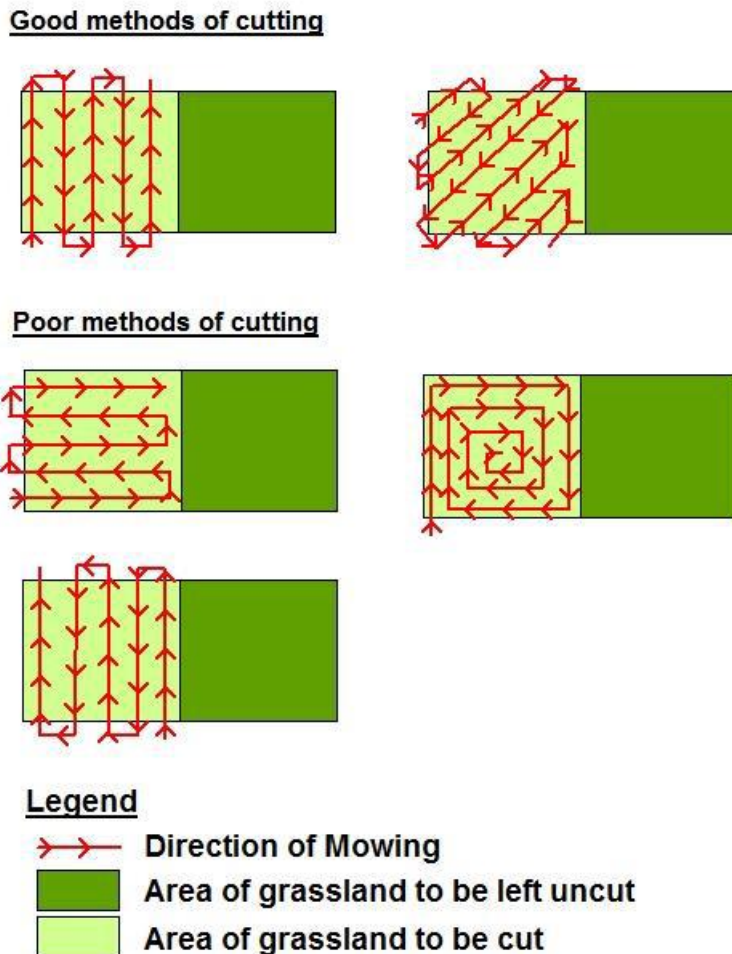 Good methods of cutting
Poor methods of cutting
Legend
Direction of Mowing
Area of grassland to be left uncut
Area of grassland to be cut